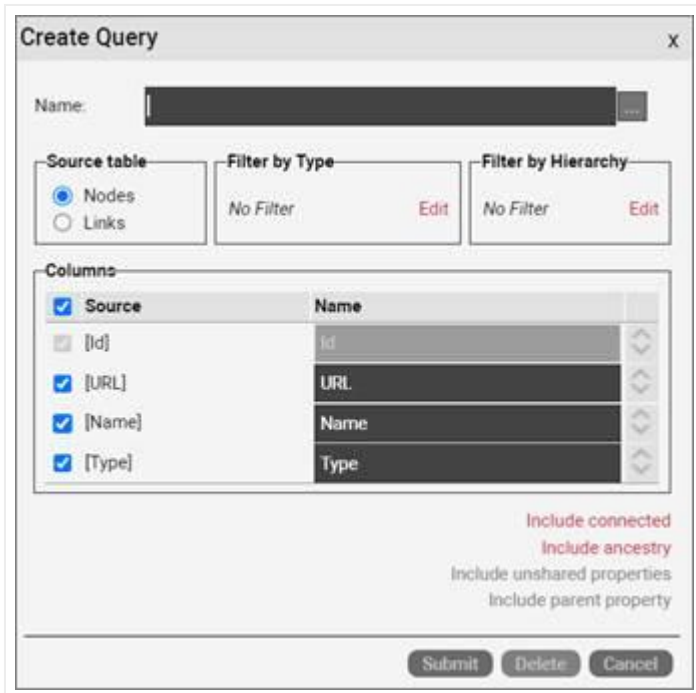 Create Query
x
Name:
...
Source table
Filter by Type
Filter by Hierarchy
Nodes
Links
No Filter
Edit
No Filter
Edit
Columns
Source
Name
[Id]
Id
[URL]
URL
[Name]
Name
[Type]
Type
Include connected
Include ancestry
Include unshared properties
Include parent property
Submit
Delete
Cancel